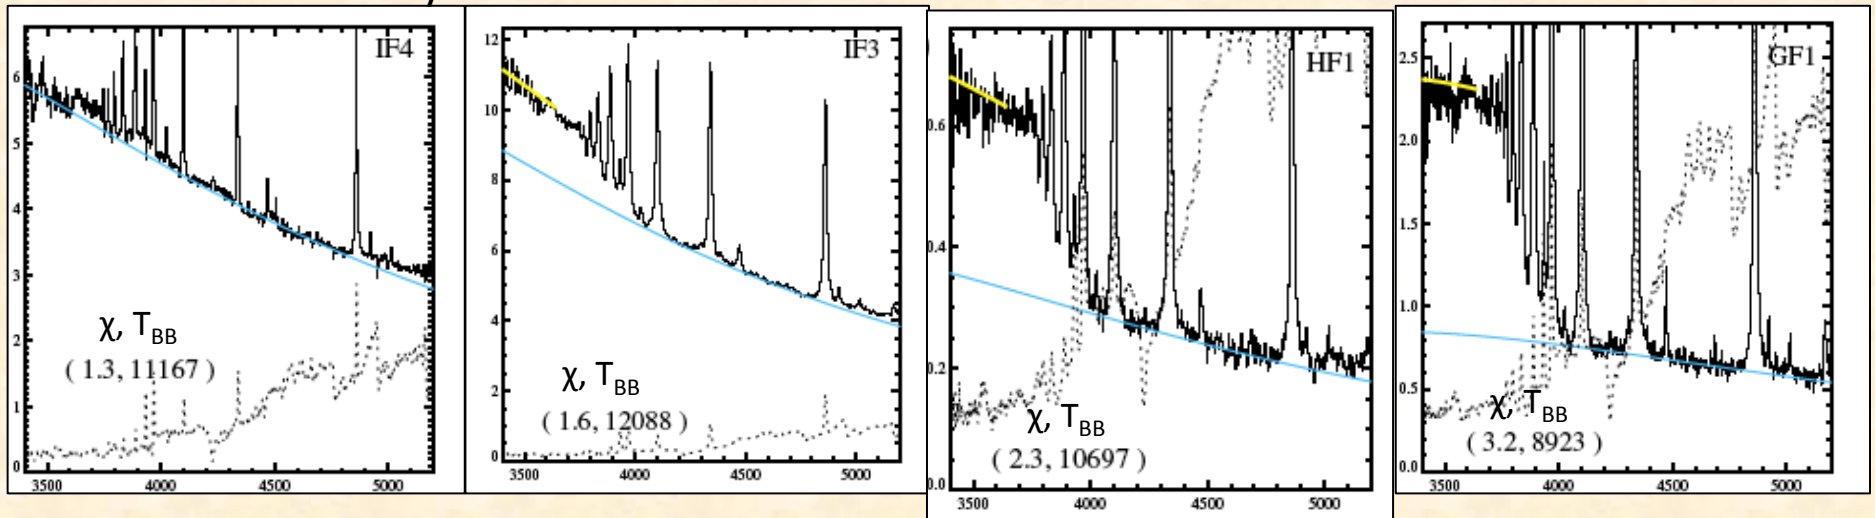 IF4
6
5
4
3
2
1
0
χ, T_BB
( 1.3, 11167 )
3500 4000 4500 5000
IF3
12
10
8
6
4
2
0
χ, T_BB
( 1.6, 12088 )
3500 4000 4500 5000
HF1
0.6
0.4
0.2
0.0
χ, T_BB
( 2.3, 10697 )
3500 4000 4500 5000
GF1
2.5
2.0
1.5
1.0
0.5
0.0
χ, T_BB
( 3.2, 8923 )
3500 4000 4500 5000